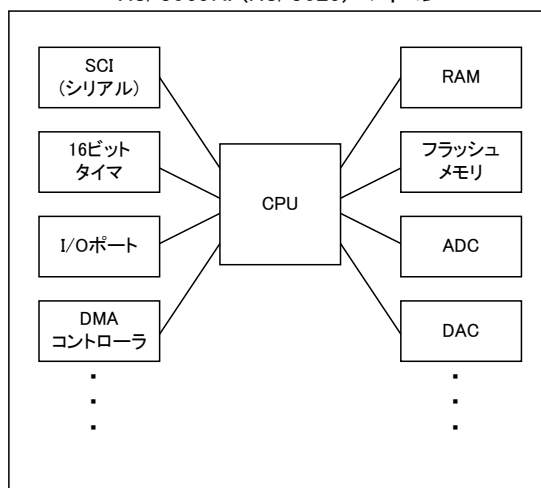 SCI
(シリアル)
16ビット
タイマ
I/Oポート
DMA
コントローラ
CPU
RAM
フラッシュ
メモリ
ADC
DAC